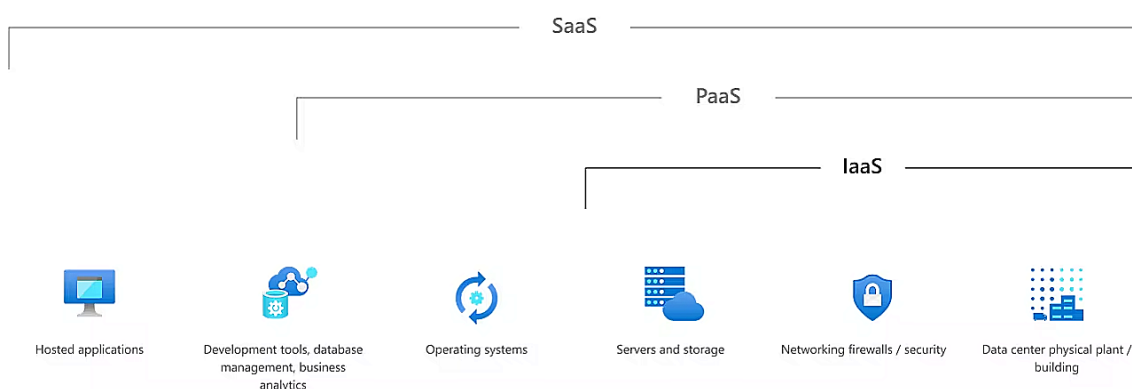 SaaS
PaaS
IaaS
Hosted applications
Development tools, database
management, business
analytics
Operating systems
Servers and storage
Networking firewalls / security
Data center physical plant /
building